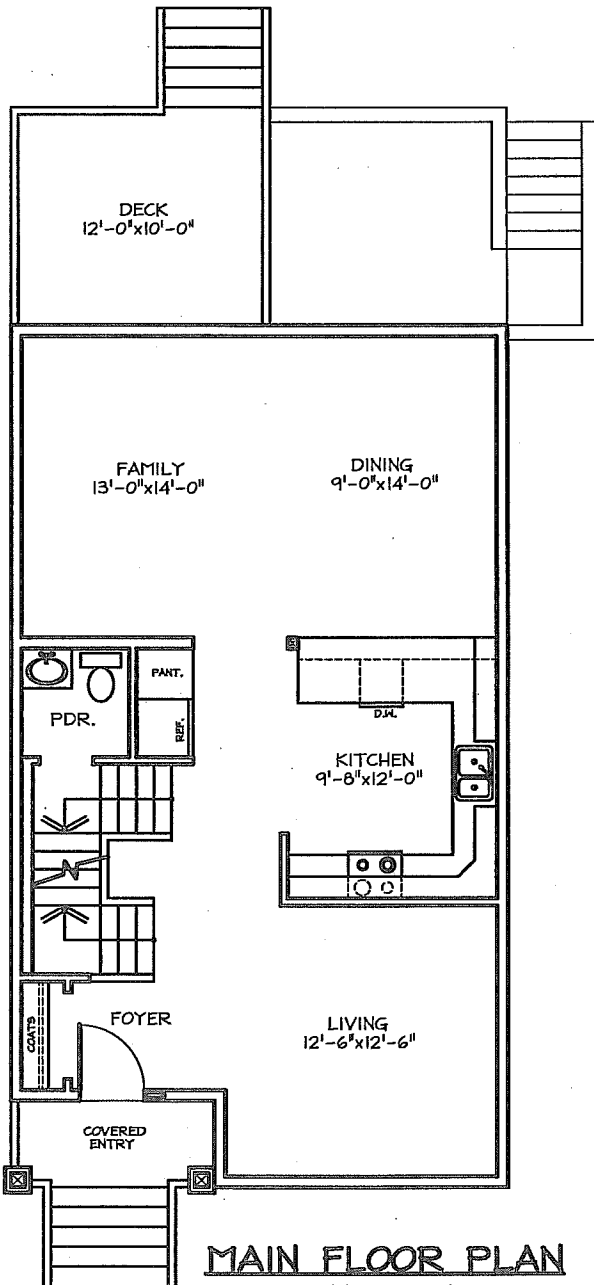 DECK
12'-0"x10'-0"
FAMILY
13'-0"x14'-0"
DINING
9'-0"x14'-0"
PANT.
REF.
PDR.
D.W.
KITCHEN
9'-8"x12'-0"
COATS
FOYER
LIVING
12'-6"x12'-6"
COVERED
ENTRY
MAIN FLOOR PLAN